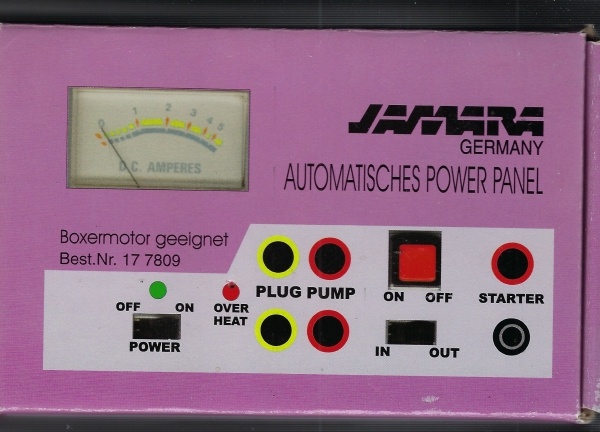 0 1 2 3 4 5
D.C. AMPERES
JAMARA
GERMANY
AUTOMATISCHES POWER PANEL
Boxermotor geeignet
Best.Nr. 17 7809
PLUG PUMP
ON OFF
STARTER
OFF ON
OVER
HEAT
POWER
IN OUT